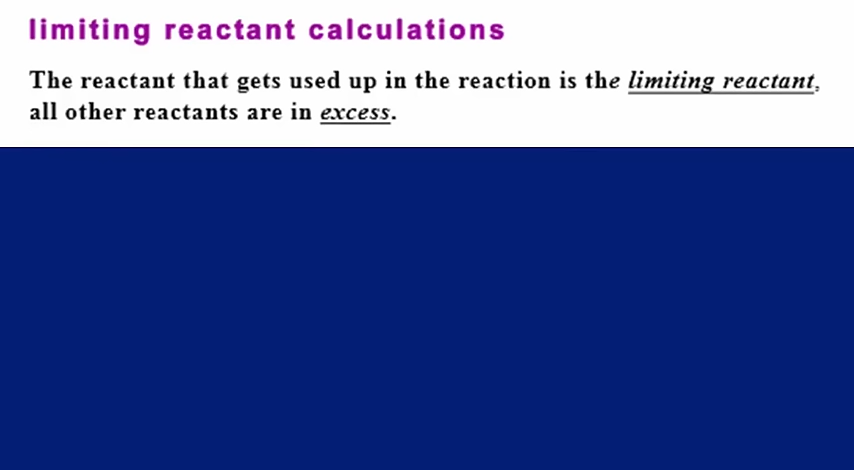 limiting reactant calculations
The reactant that gets used up in the reaction is the limiting reactant,
all other reactants are in excess.